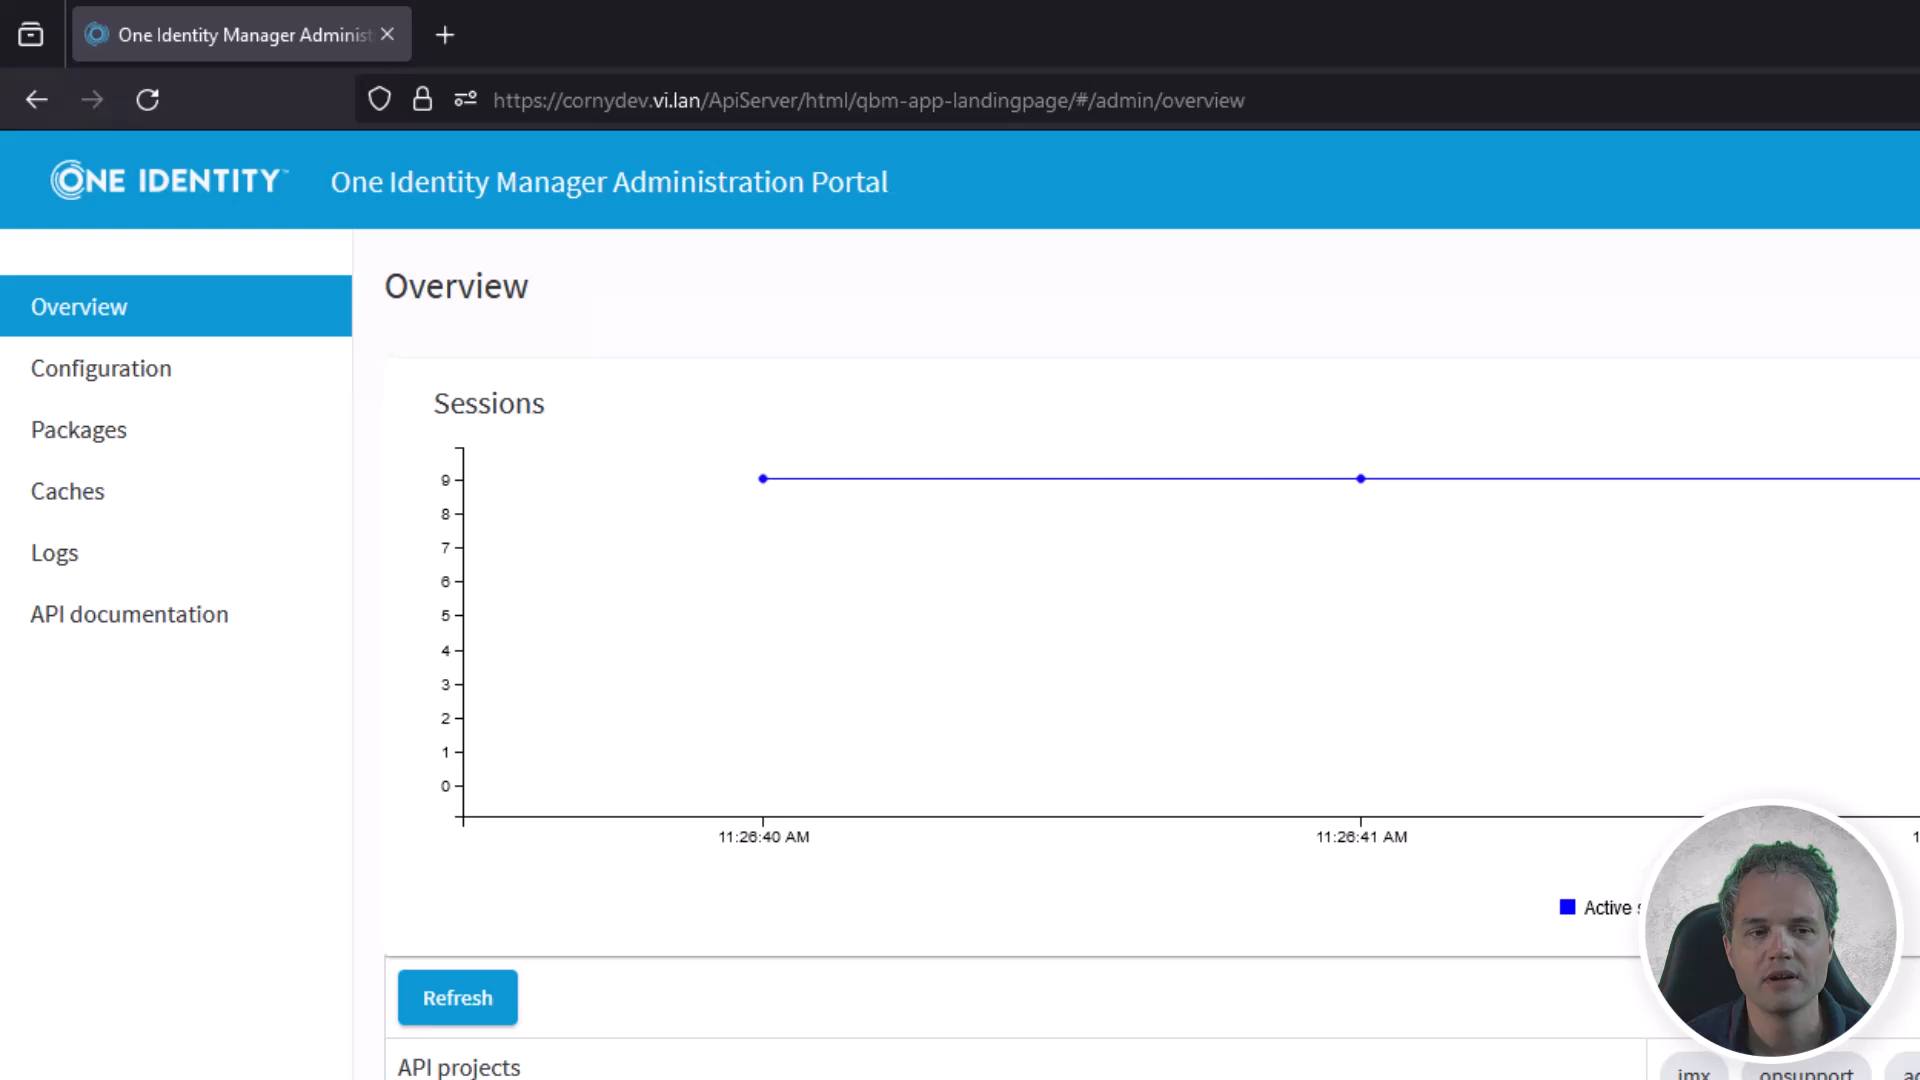 One Identity Manager Administ
https://cornydev.vi.lan/ApiServer/html/qbm-app-landingpage/#/admin/overview
ONE IDENTITY™
One Identity Manager Administration Portal
Overview
Configuration
Packages
Caches
Logs
API documentation
Overview
Sessions
9
8
7
6
5
4
3
2
1
0
11:26:40 AM
11:26:41 AM
Active
Refresh
API projects
imx
opsupport